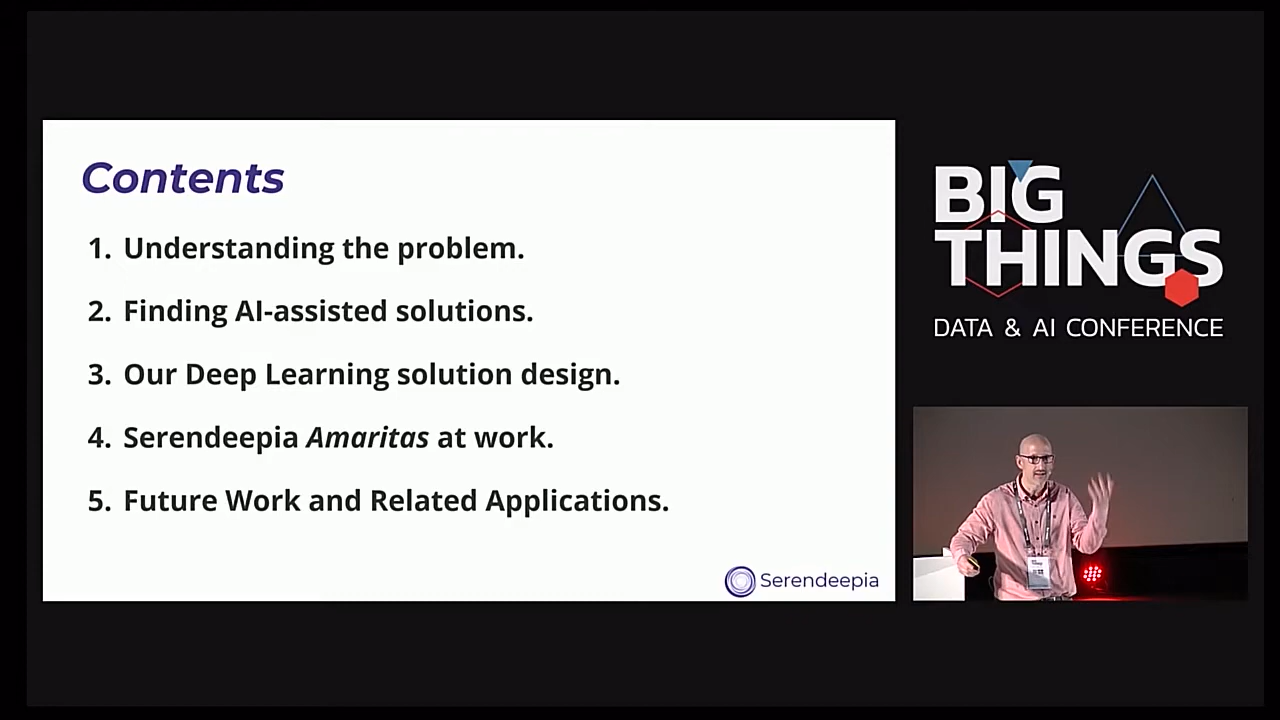 Contents
1. Understanding the problem.
2. Finding AI-assisted solutions.
3. Our Deep Learning solution design.
4. Serendeepia Amaritas at work.
5. Future Work and Related Applications.
Serendeepia
BIG
THINGS
DATA & AI CONFERENCE